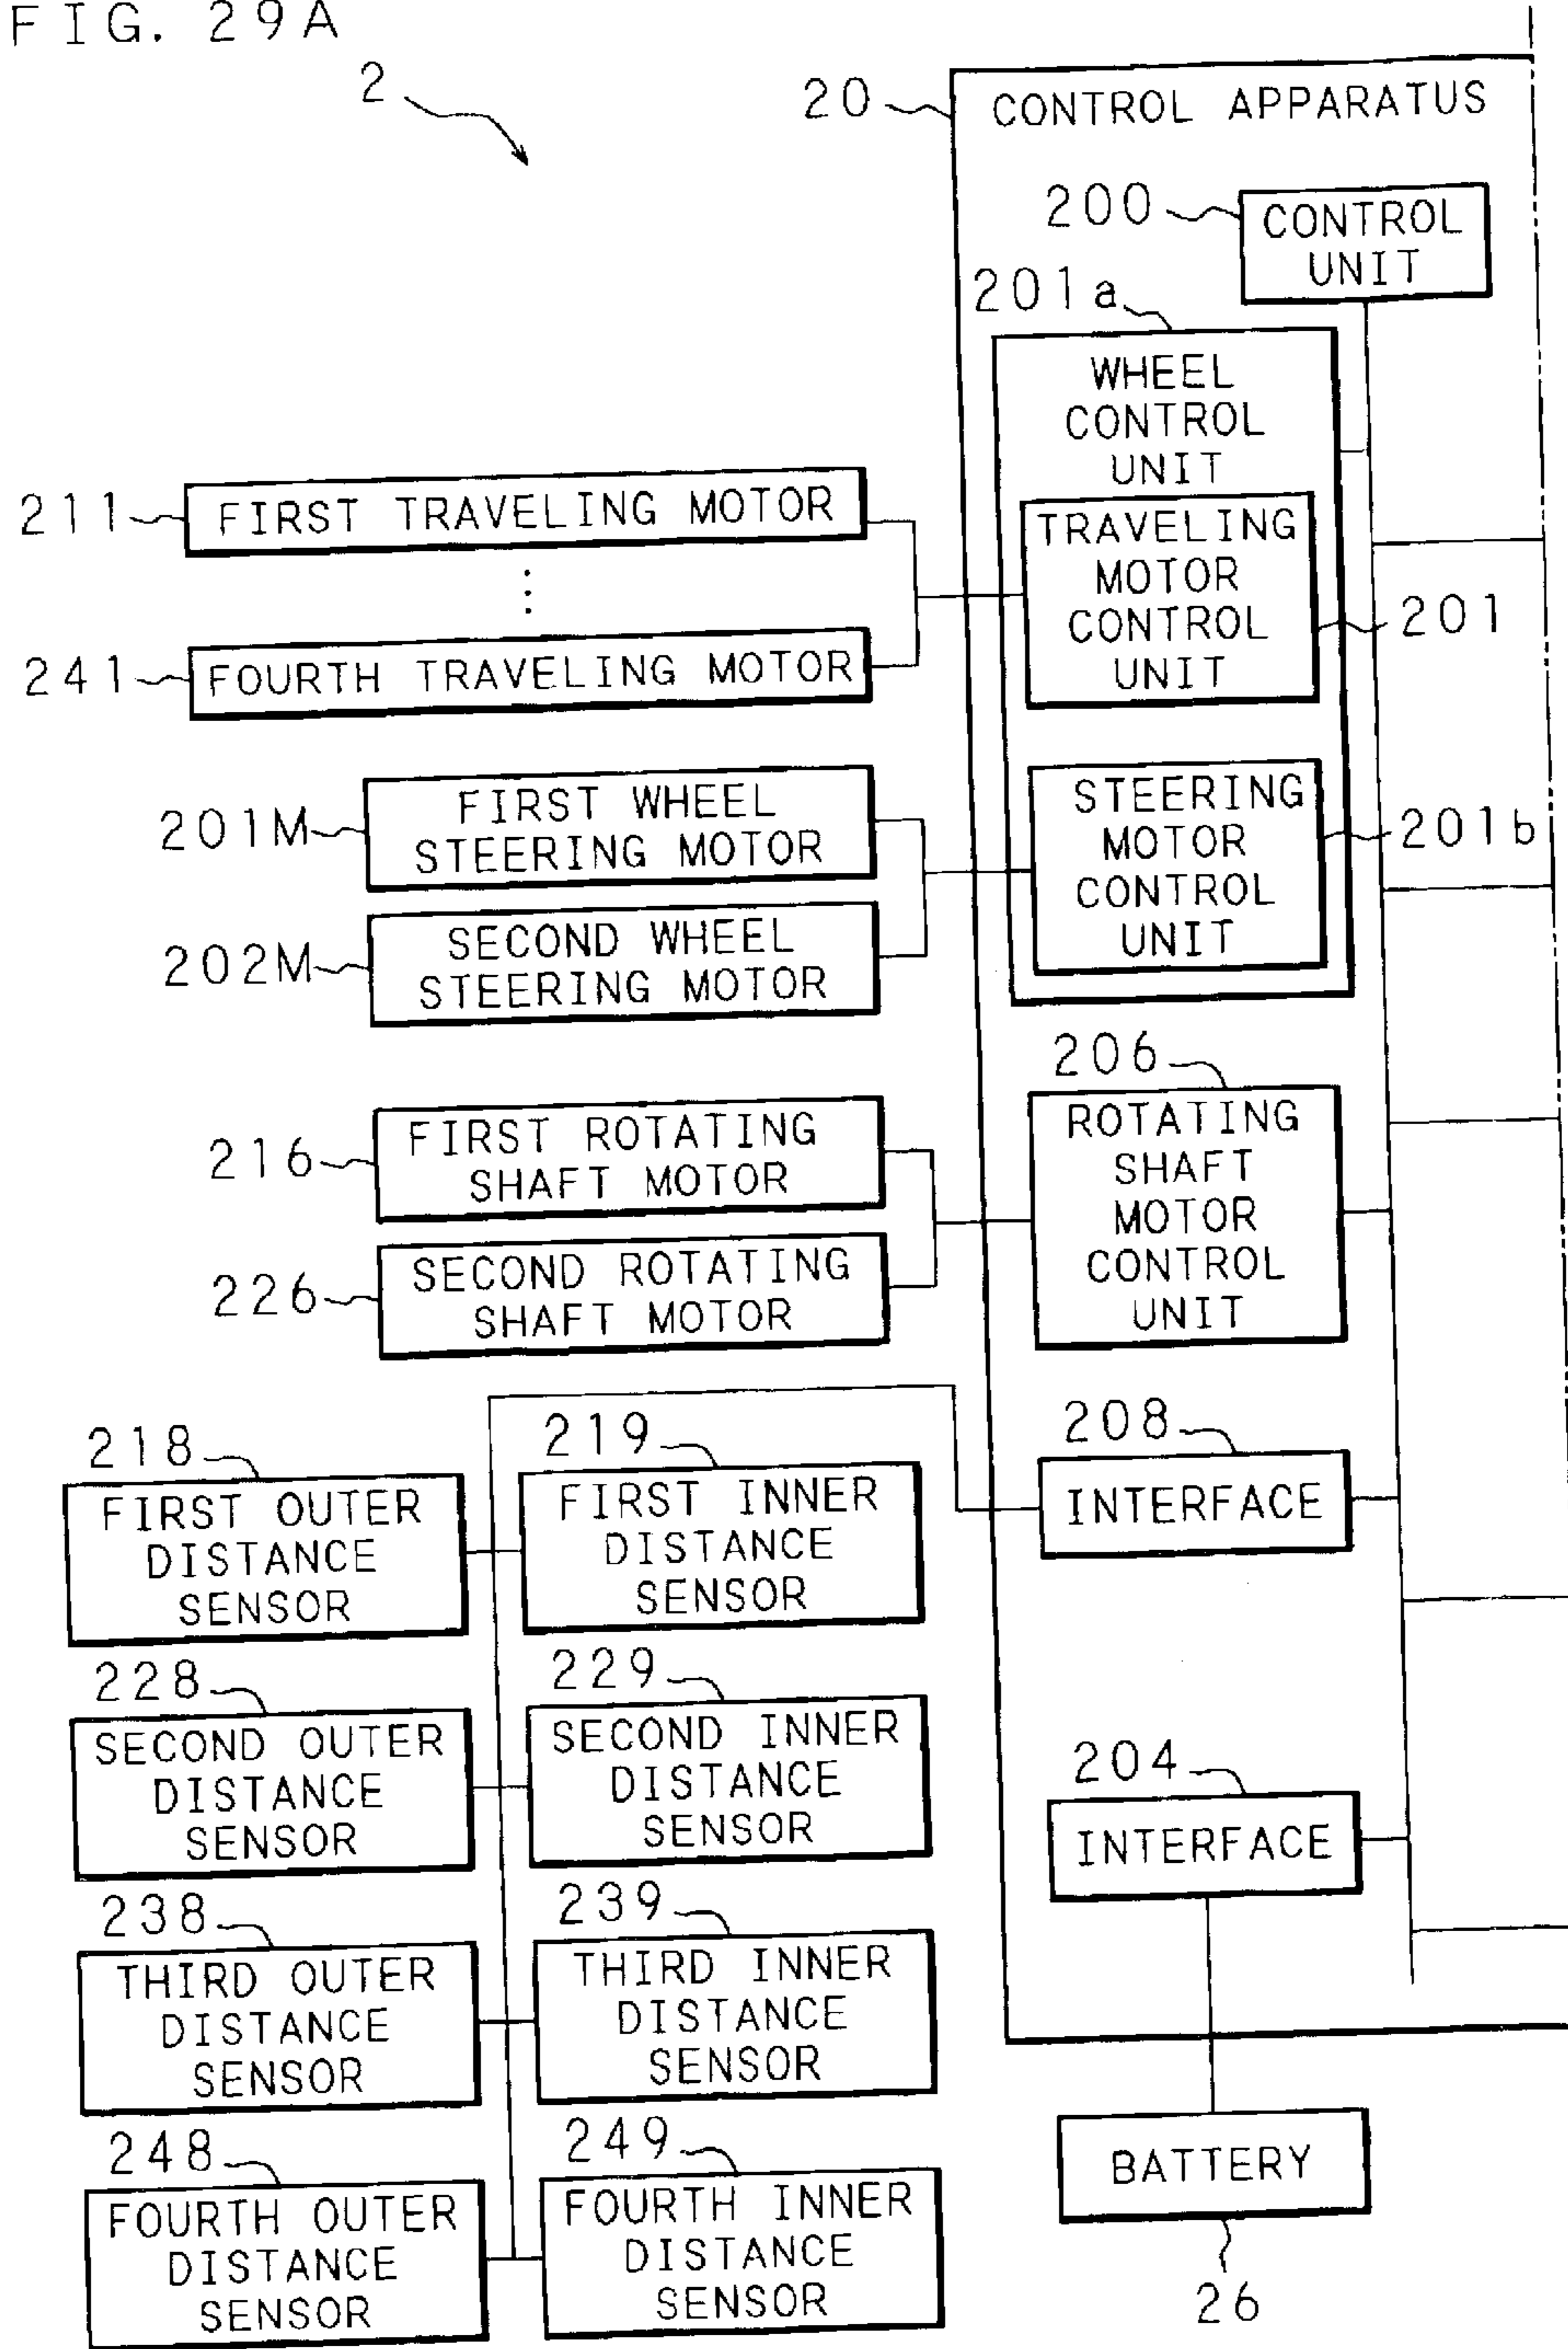 FIG. 29A
2
20
CONTROL APPARATUS
200
CONTROL
UNIT
201a
WHEEL
CONTROL
UNIT
211
FIRST TRAVELING MOTOR
TRAVELING
MOTOR
CONTROL
UNIT
201
241
FOURTH TRAVELING MOTOR
201M
FIRST WHEEL
STEERING MOTOR
STEERING
MOTOR
CONTROL
UNIT
201b
202M
SECOND WHEEL
STEERING MOTOR
206
216
FIRST ROTATING
SHAFT MOTOR
ROTATING
SHAFT
MOTOR
CONTROL
UNIT
226
SECOND ROTATING
SHAFT MOTOR
218
FIRST OUTER
DISTANCE
SENSOR
219
FIRST INNER
DISTANCE
SENSOR
208
INTERFACE
228
SECOND OUTER
DISTANCE
SENSOR
229
SECOND INNER
DISTANCE
SENSOR
204
INTERFACE
238
THIRD OUTER
DISTANCE
SENSOR
239
THIRD INNER
DISTANCE
SENSOR
248
FOURTH OUTER
DISTANCE
SENSOR
249
FOURTH INNER
DISTANCE
SENSOR
BATTERY
26